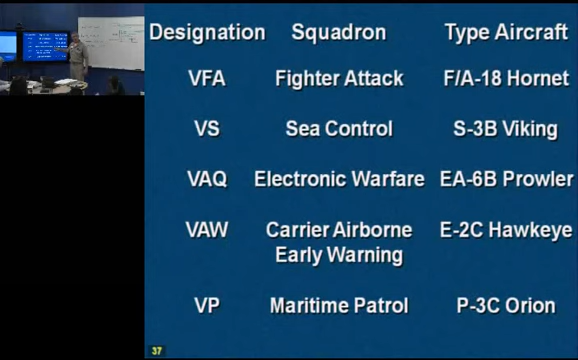 Designation Squadron Type Aircraft
VFA Fighter Attack F/A-18 Hornet
VS Sea Control S-3B Viking
VAQ Electronic Warfare EA-6B Prowler
VAW Carrier Airborne E-2C Hawkeye
Early Warning
VP Maritime Patrol P-3C Orion
37